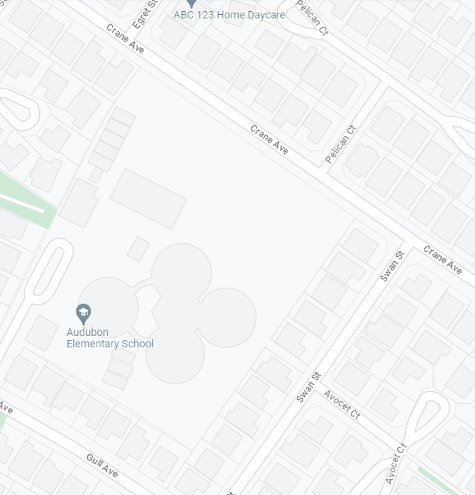 ABC 123 Home Daycare
Pelican Ct
Egret St
Crane Ave
Crane Ave
Pelican Ct
Crane Ave
Swan St
Audubon
Elementary School
Swan St
Avocet Ct
Ave
Gull Ave
Avocet Ct